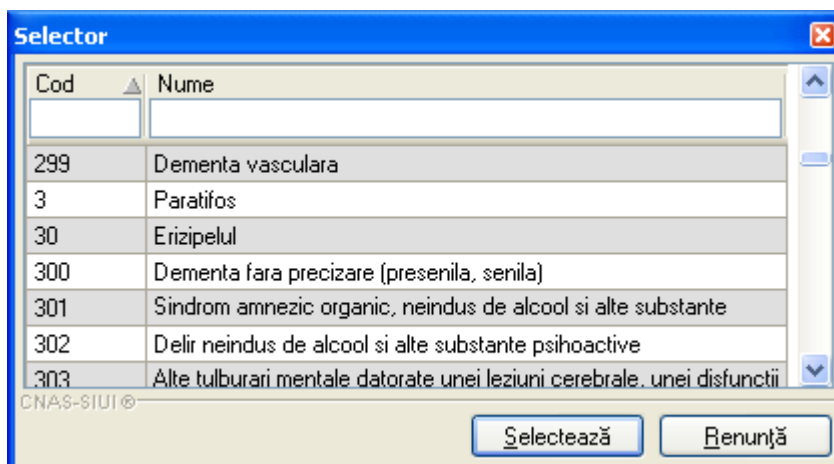 Selector
Cod Nume
299 Dementa vasculara
3 Paratifos
30 Erizipelul
300 Dementa fara precizare (presenila, senila)
301 Sindrom amnezic organic, neindus de alcool si alte substante
302 Delir neindus de alcool si alte substante psihoactive
303 Alte tulburari mentale datorate unei leziuni cerebrale, unei disfunctii
CNAS-SIUI ®
Selectează Renunţă